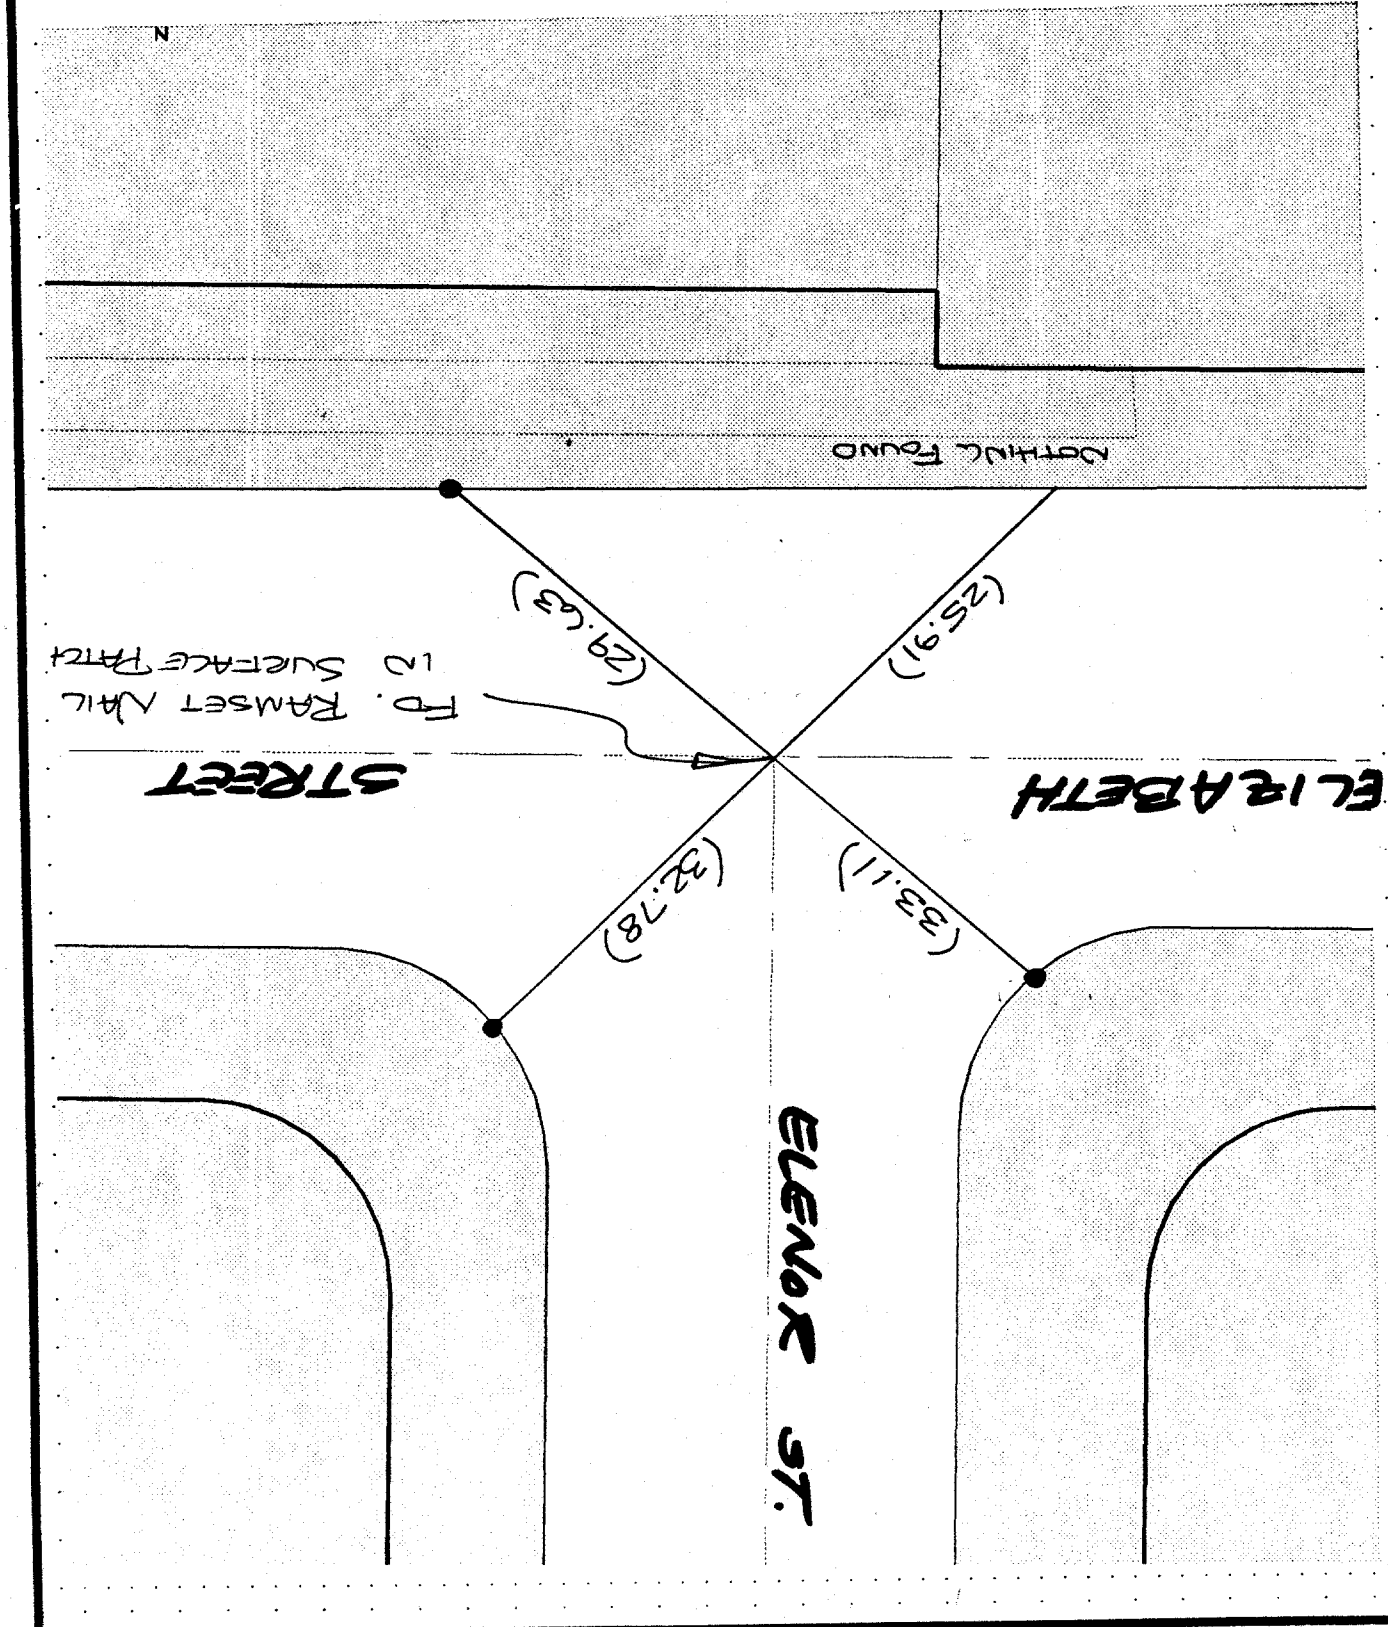 ELENOR ST.
ELIZABETH STREET
(33.11)
(32.78)
FD. RAMSET NAIL
IN SURFACE PATCH
(25.91)
(29.63)
NOTHING FOUND
N